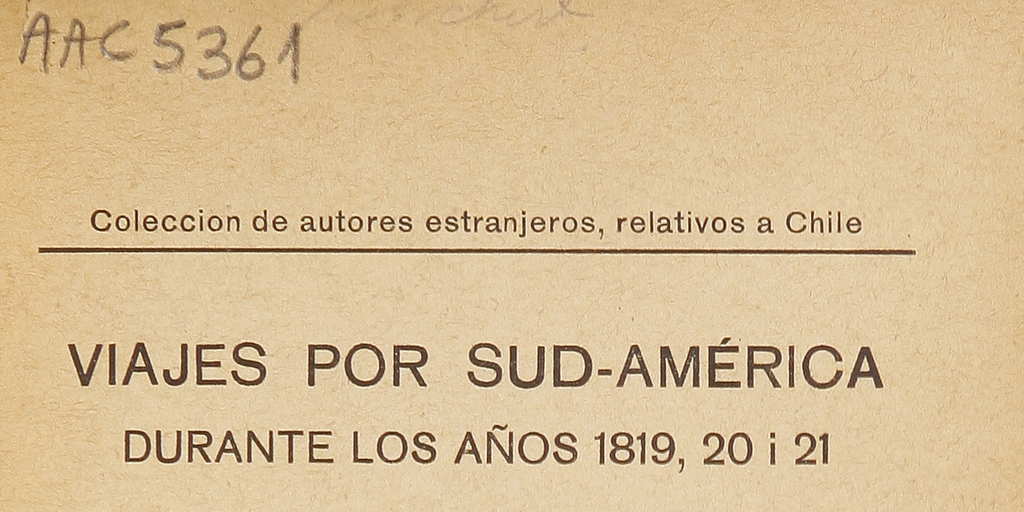 AAC 5361
Coleccion de autores estranjeros, relativos a Chile
VIAJES POR SUD-AMÉRICA
DURANTE LOS AÑOS 1819, 20 i 21